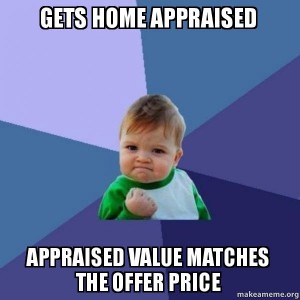 GETS HOME APPRAISED
APPRAISED VALUE MATCHES
THE OFFER PRICE
makeameme.org